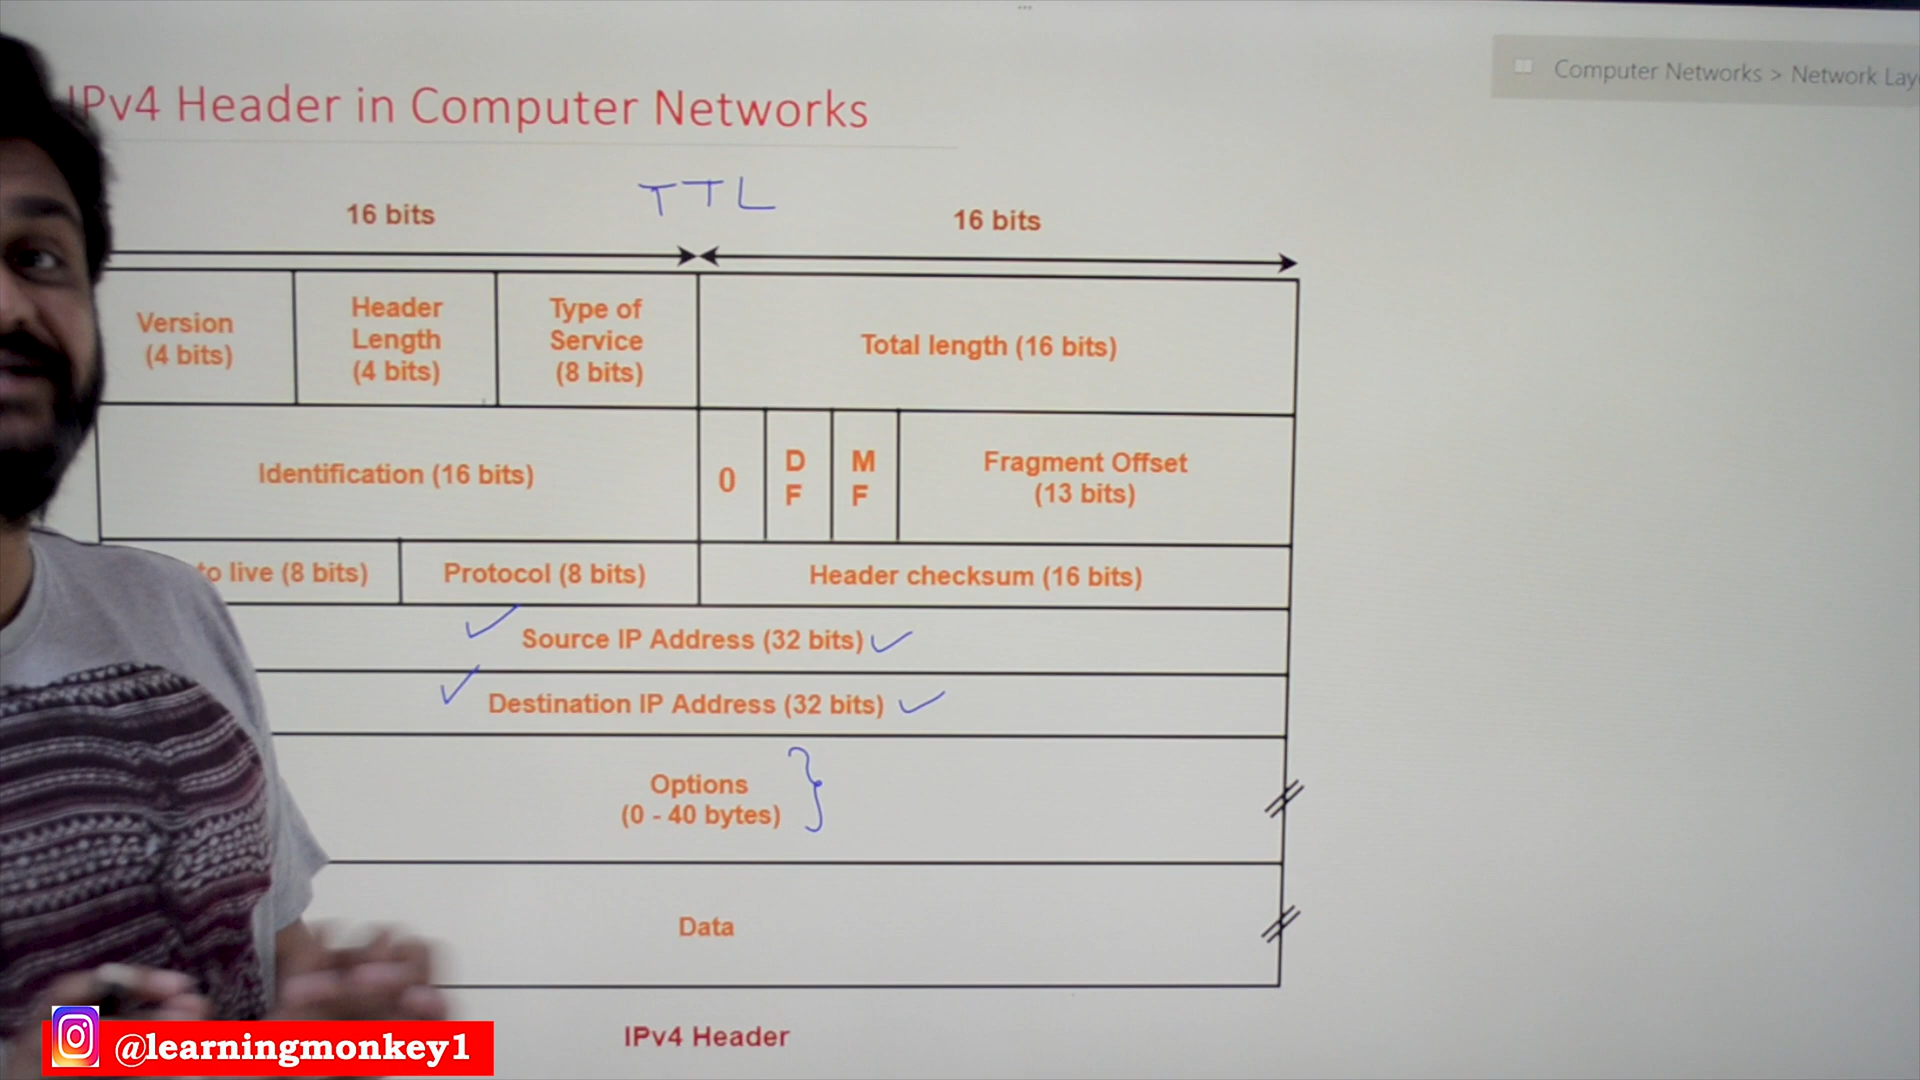 Computer Networks > Network Lay
IPv4 Header in Computer Networks
TTL
16 bits
16 bits
Version
(4 bits)
Header
Length
(4 bits)
Type of
Service
(8 bits)
Total length (16 bits)
Identification (16 bits)
0
D
F
M
F
Fragment Offset
(13 bits)
to live (8 bits)
Protocol (8 bits)
Header checksum (16 bits)
Source IP Address (32 bits)
Destination IP Address (32 bits)
Options
(0 - 40 bytes)
Data
IPv4 Header
@learningmonkey1